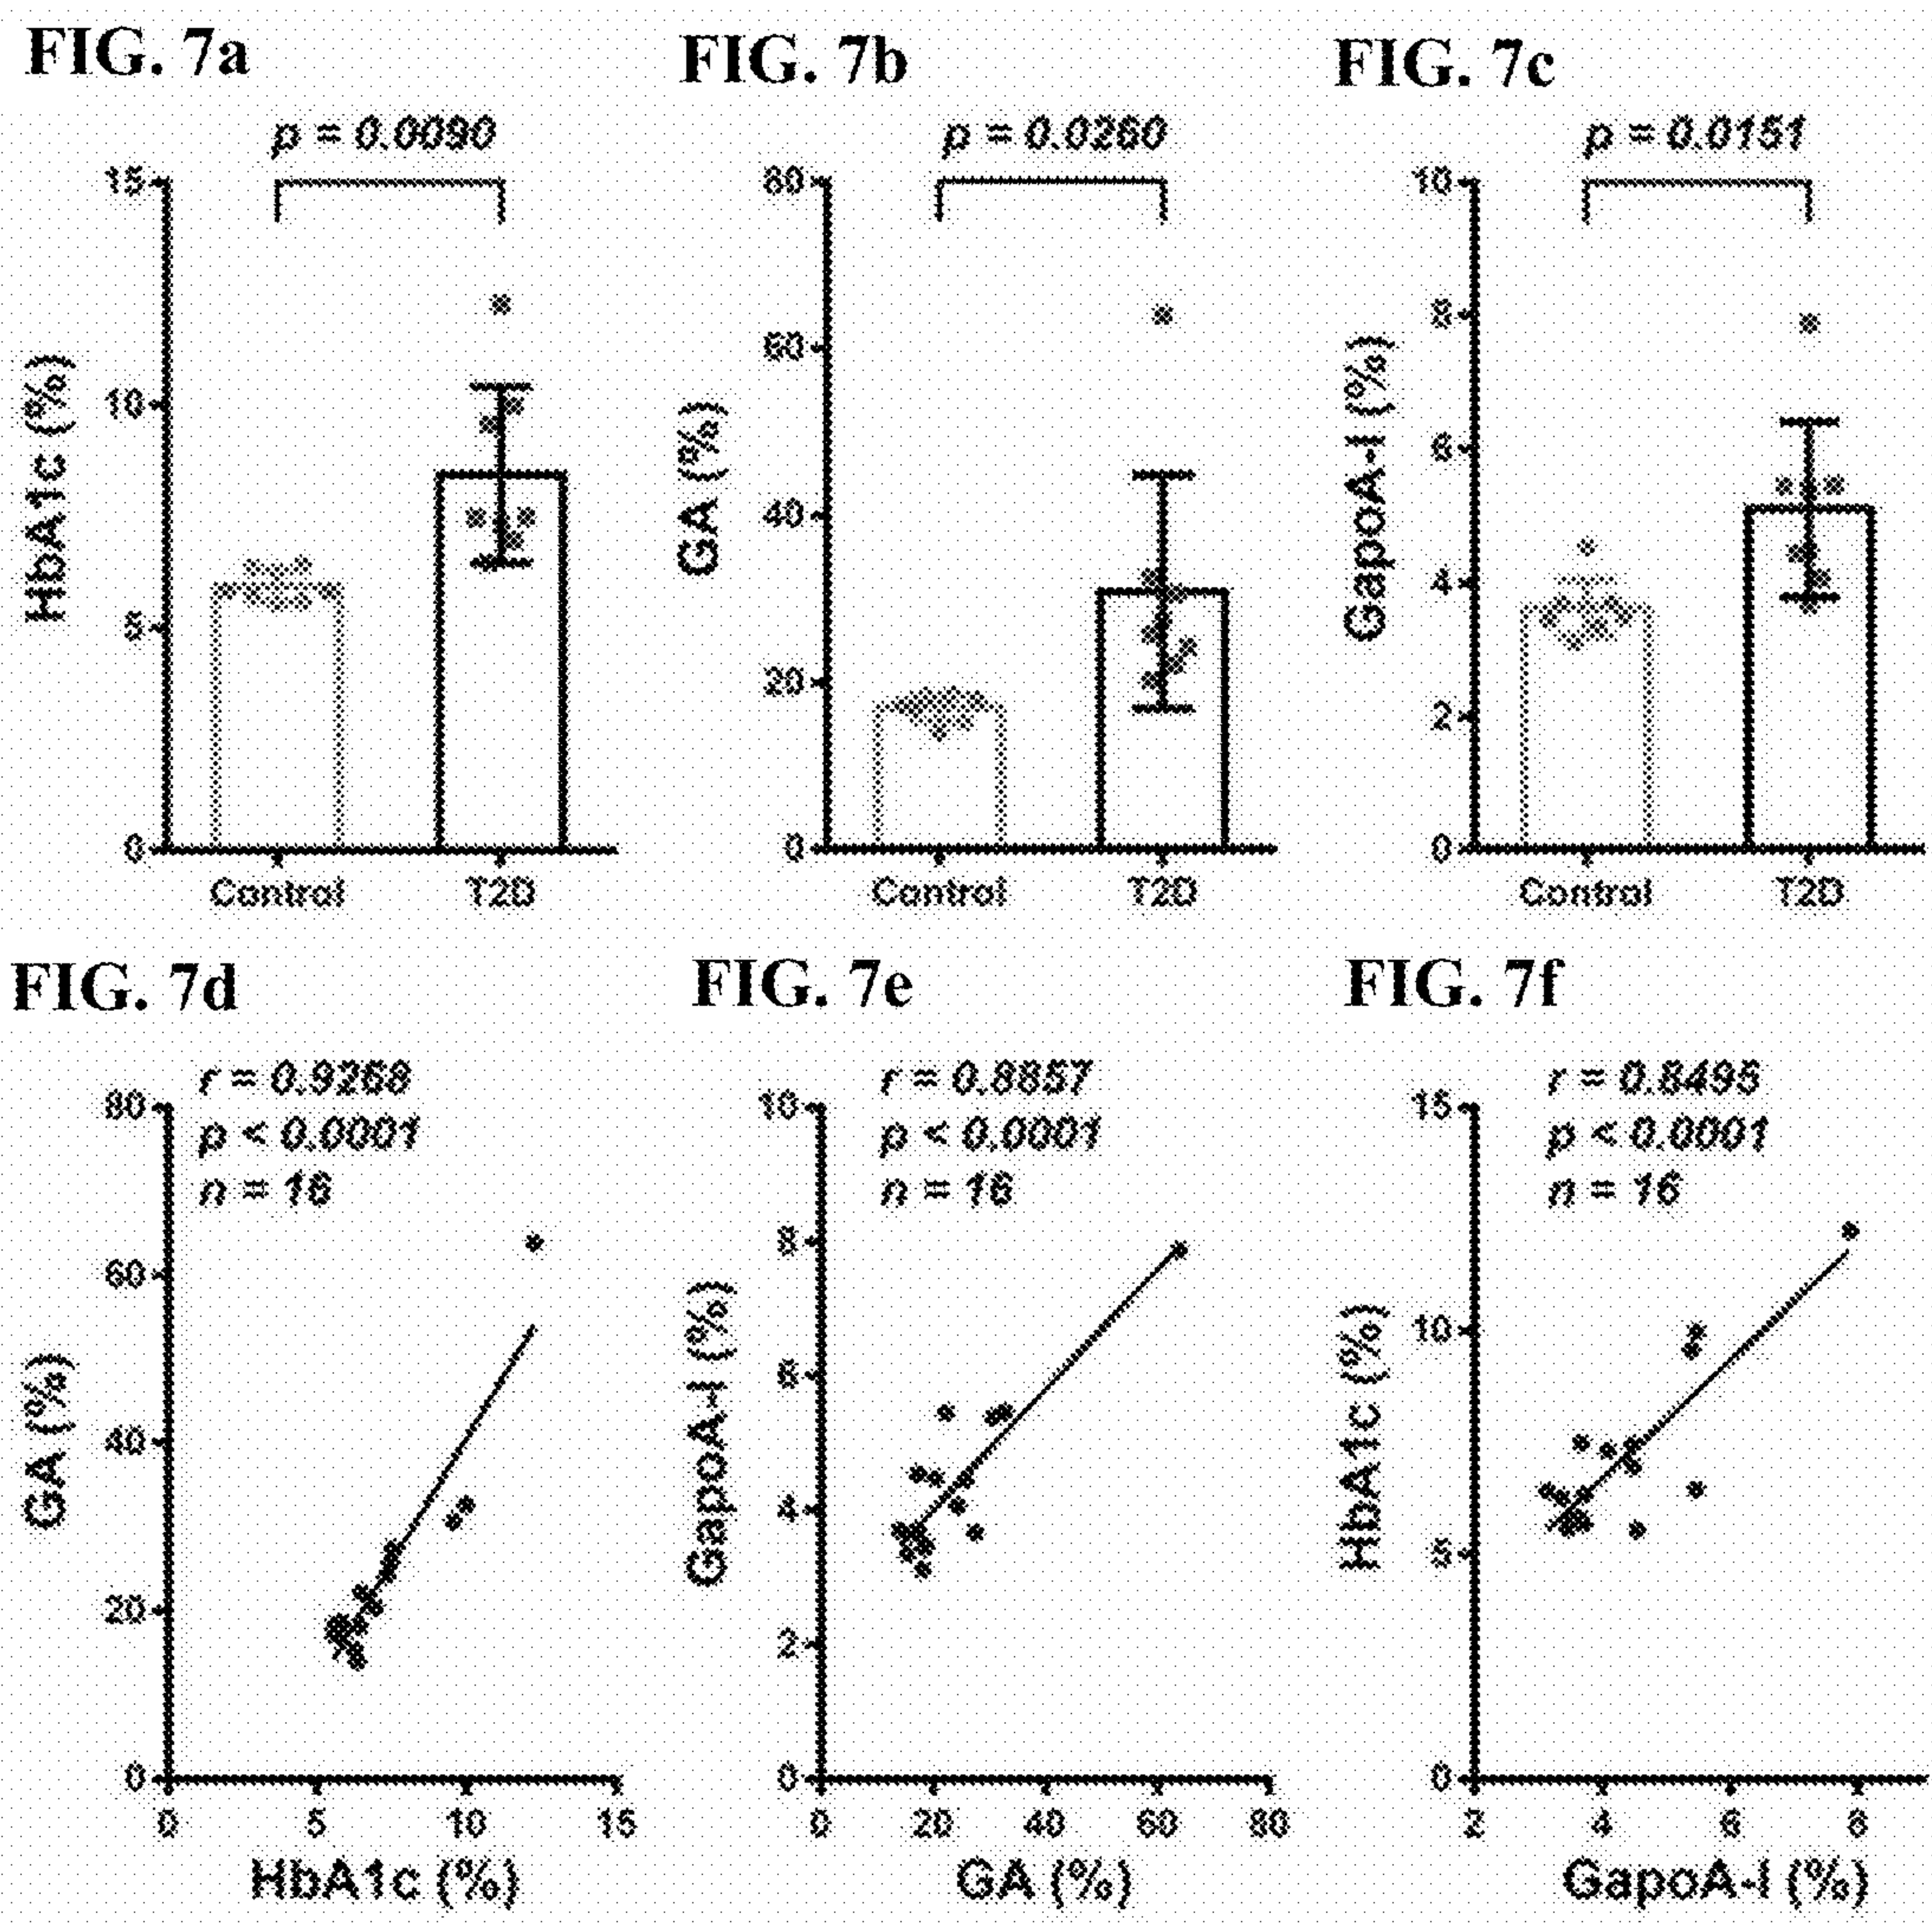 FIG. 7a
p = 0.0090
15
10
5
0
HbA1c (%)
Control
T2D
FIG. 7b
p = 0.0260
80
60
40
20
0
GA (%)
Control
T2D
FIG. 7c
p = 0.0151
10
8
6
4
2
0
GapoA-I (%)
Control
T2D
FIG. 7d
r = 0.9268
p < 0.0001
n = 16
80
60
40
20
0
GA (%)
0 5 10 15
HbA1c (%)
FIG. 7e
r = 0.8857
p < 0.0001
n = 16
10
8
6
4
2
0
GapoA-I (%)
0 20 40 60 80
GA (%)
FIG. 7f
r = 0.8495
p < 0.0001
n = 16
15
10
5
0
HbA1c (%)
2 4 6 8
GapoA-I (%)